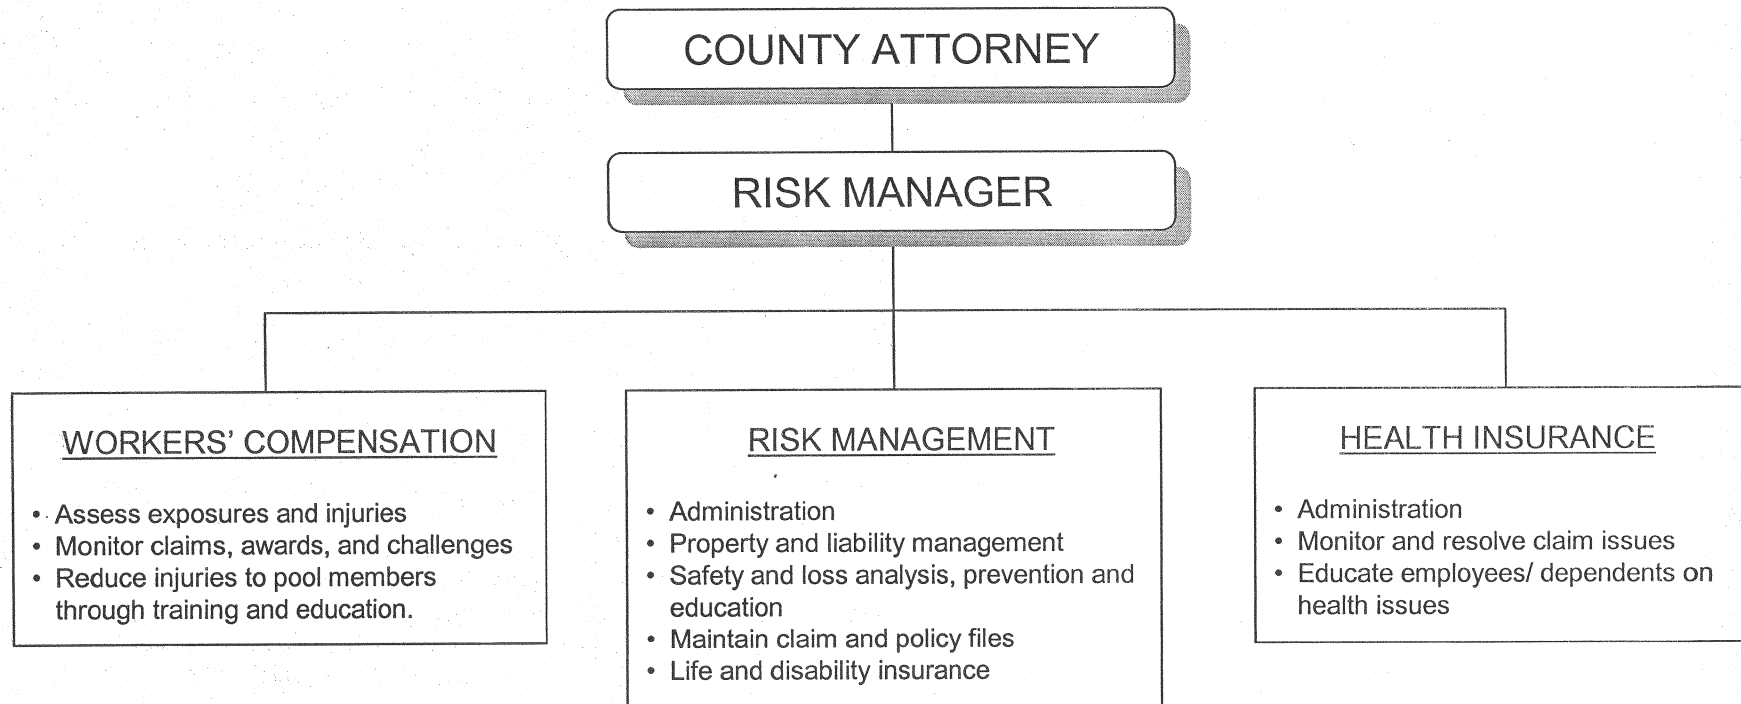 COUNTY ATTORNEY
RISK MANAGER
WORKERS' COMPENSATION
• Assess exposures and injuries
• Monitor claims, awards, and challenges
• Reduce injuries to pool members
through training and education.
RISK MANAGEMENT
• Administration
• Property and liability management
• Safety and loss analysis, prevention and
education
• Maintain claim and policy files
• Life and disability insurance
HEALTH INSURANCE
• Administration
• Monitor and resolve claim issues
• Educate employees/ dependents on
health issues